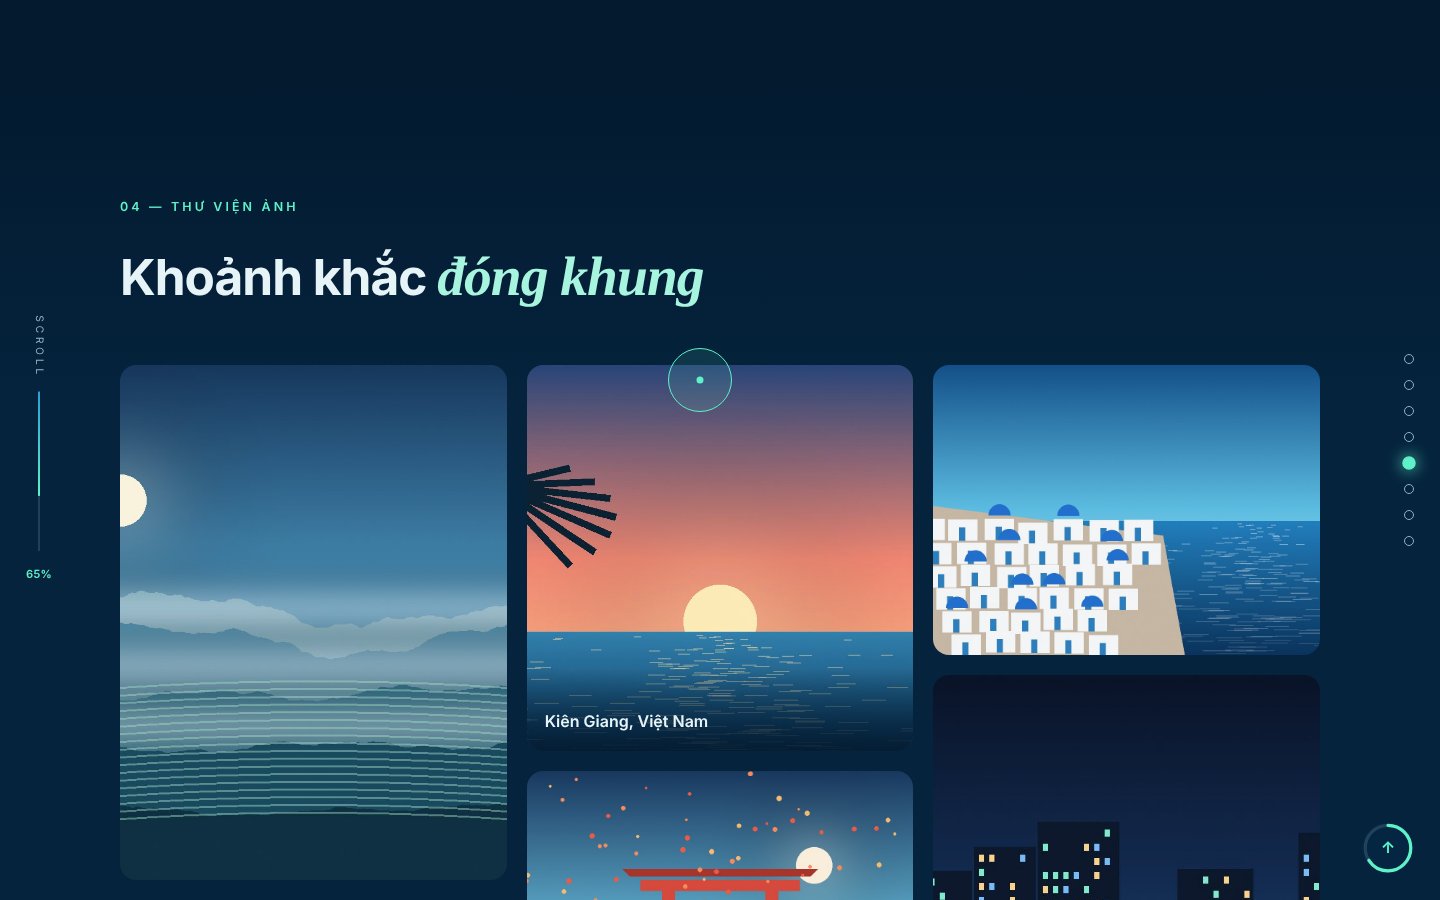 04 — THƯ VIỆN ẢNH
Khoảnh khắc đóng khung
SCROLL
65%
Kiên Giang, Việt Nam